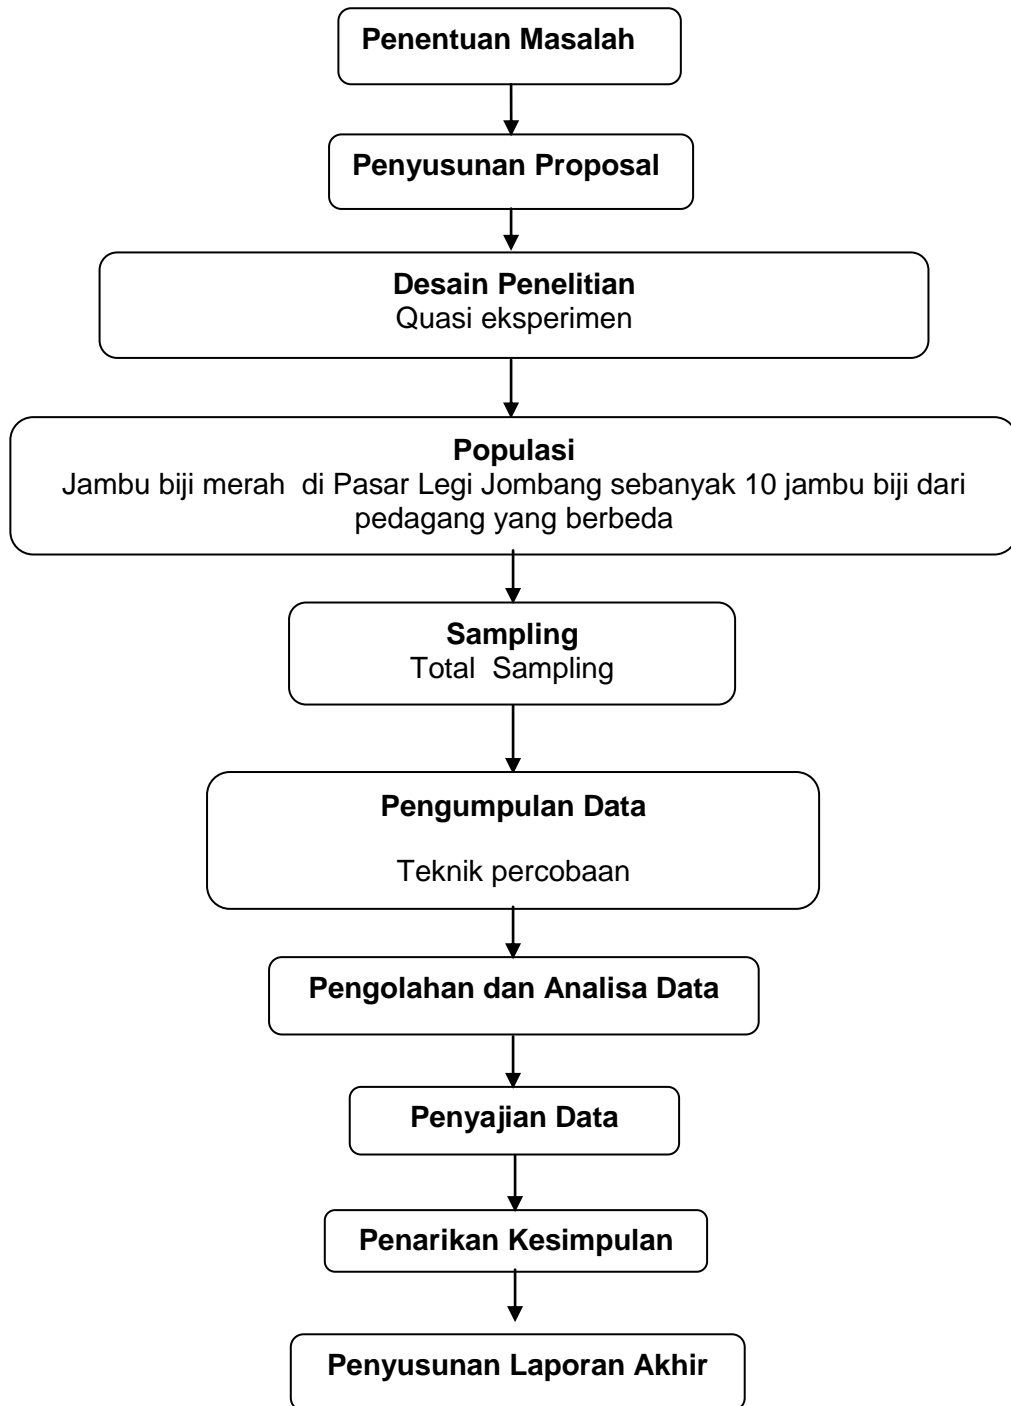 Penentuan Masalah
Penyusunan Proposal
Desain Penelitian
Quasi eksperimen
Populasi
Jambu biji merah di Pasar Legi Jombang sebanyak 10 jambu biji dari
pedagang yang berbeda
Sampling
Total Sampling
Pengumpulan Data
Teknik percobaan
Pengolahan dan Analisa Data
Penyajian Data
Penarikan Kesimpulan
Penyusunan Laporan Akhir